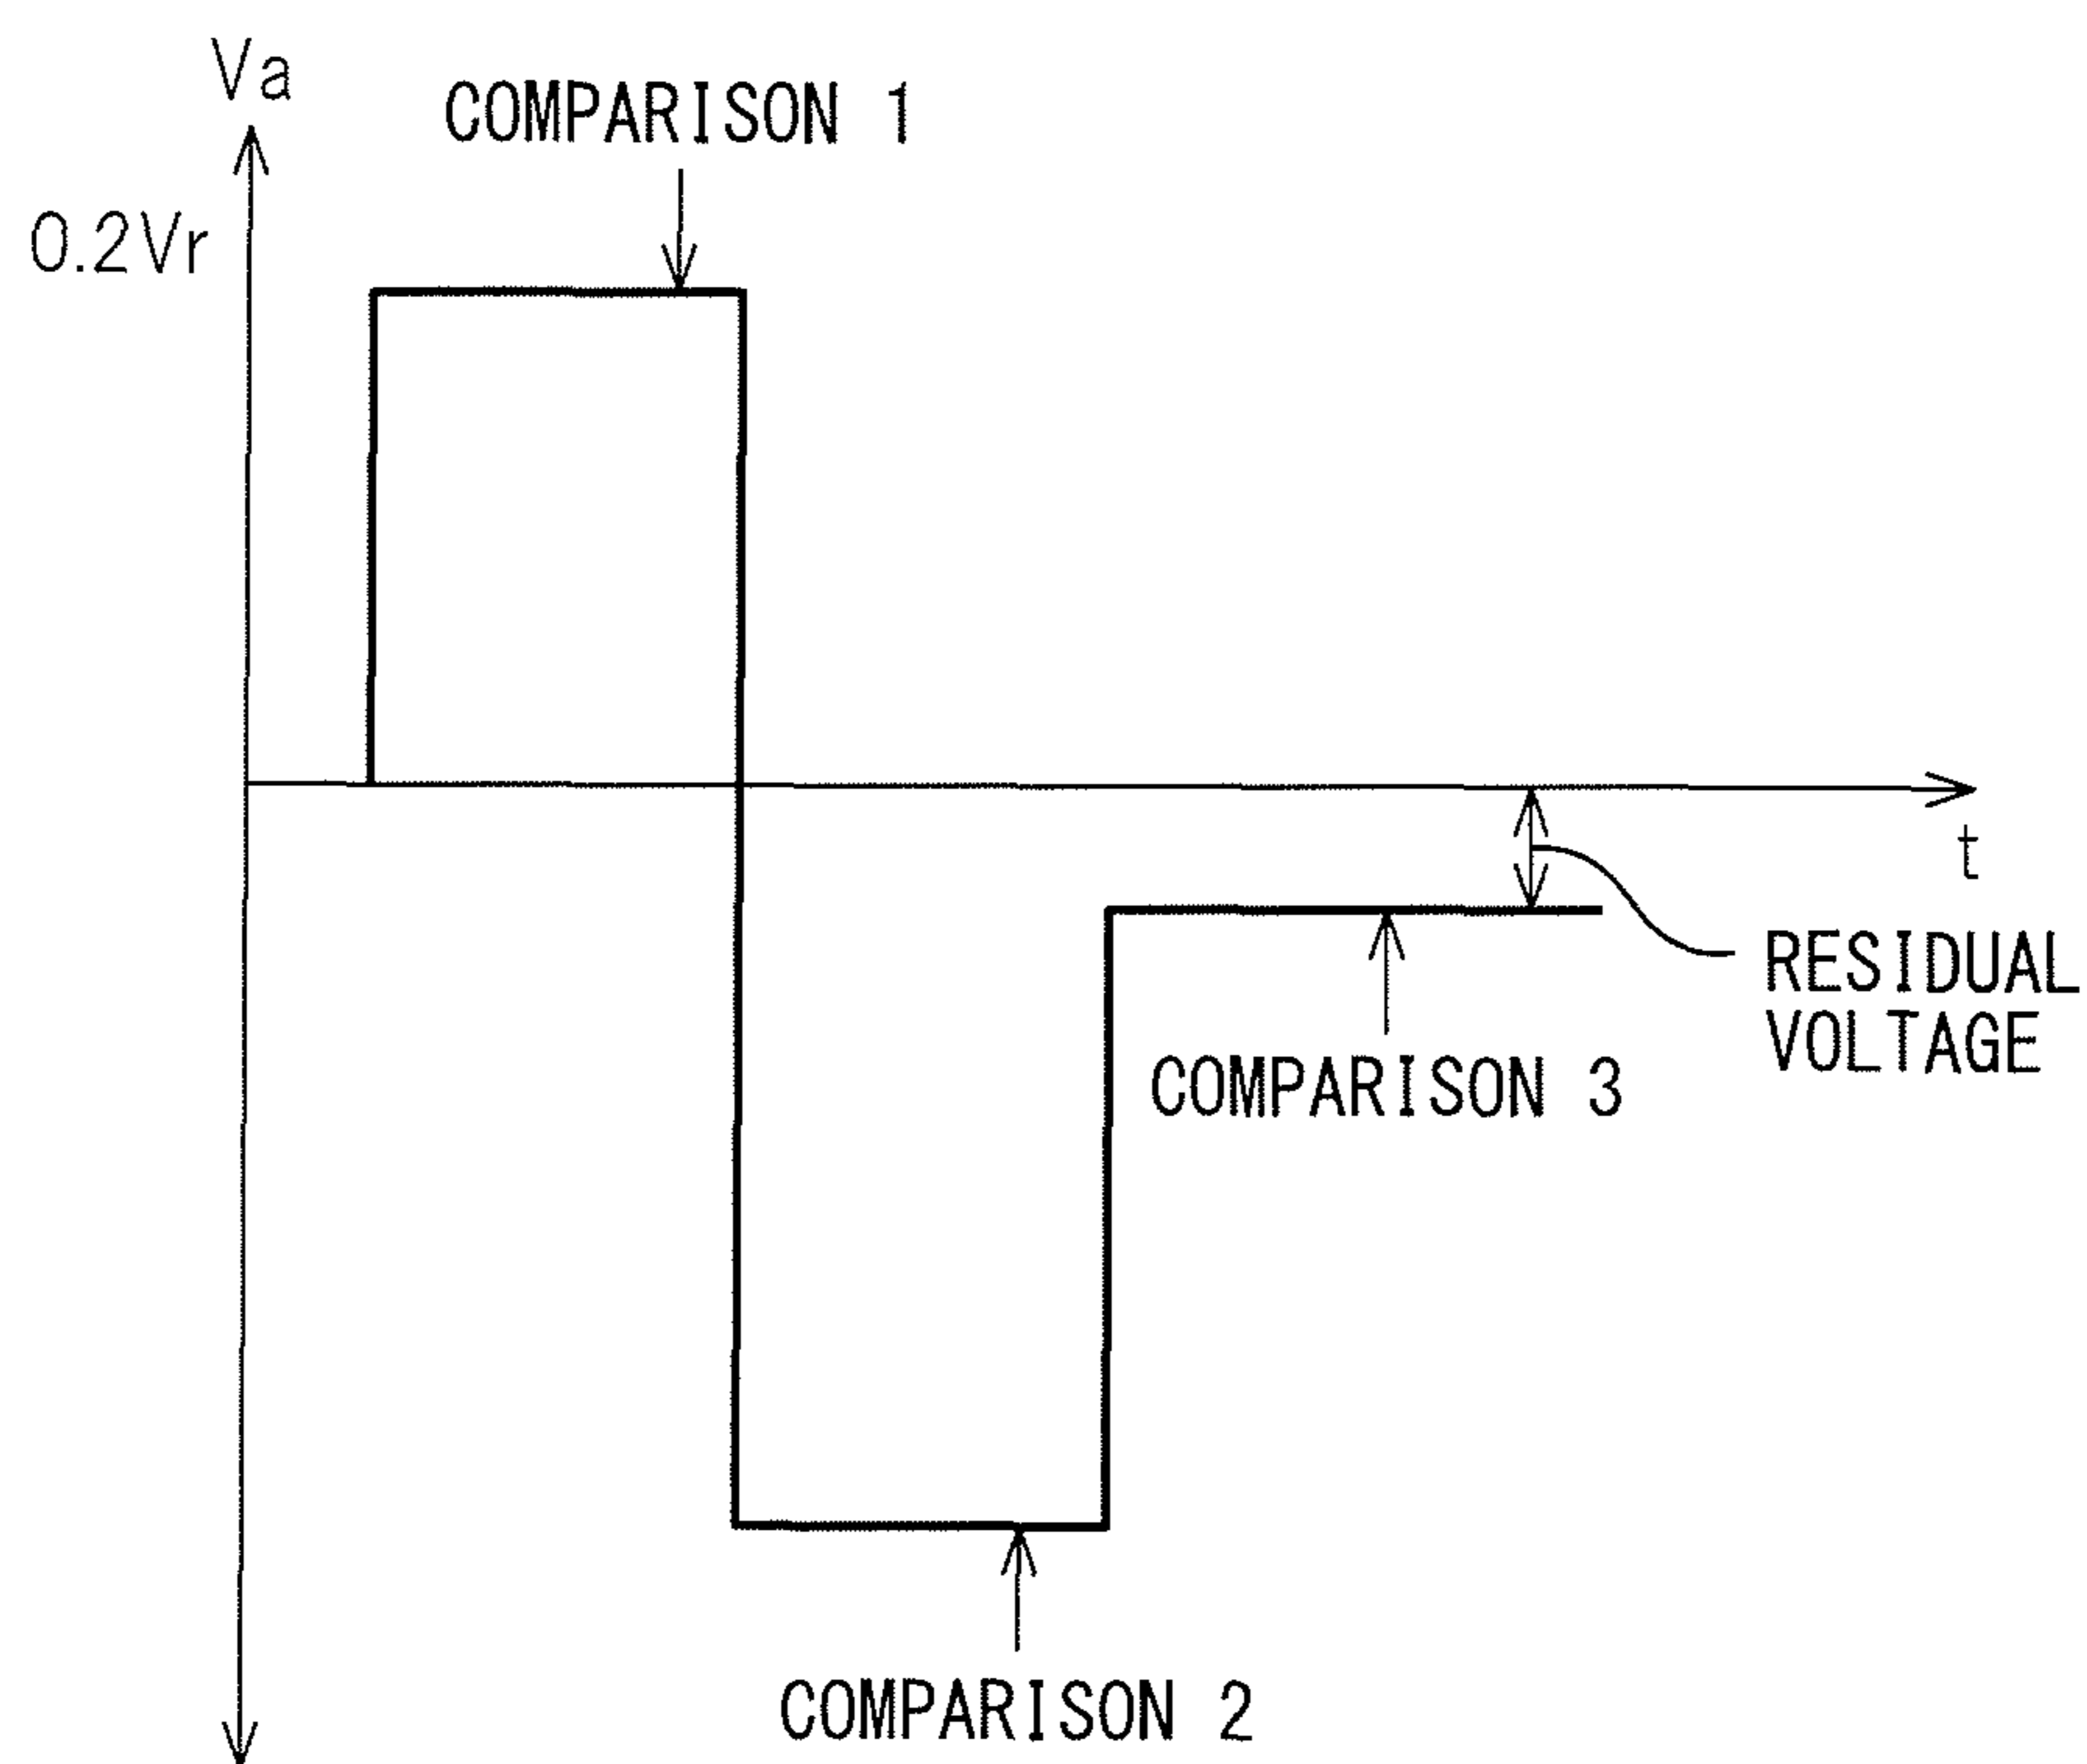 Va
COMPARISON 1
0.2Vr
t
RESIDUAL
VOLTAGE
COMPARISON 3
COMPARISON 2